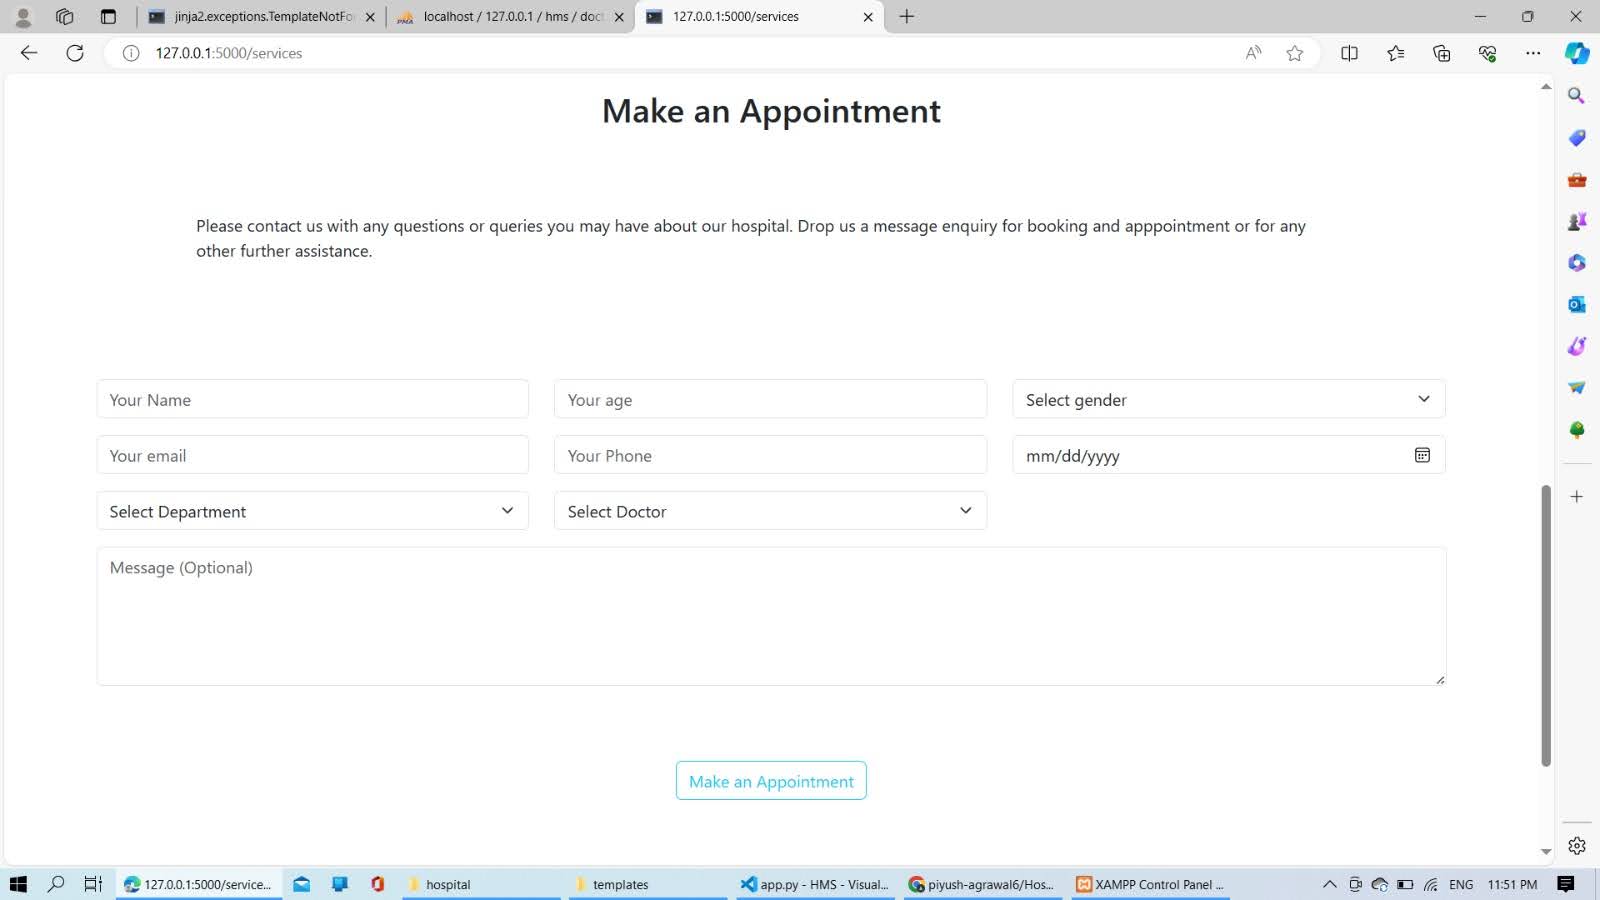 jinja2.exceptions.TemplateNotFo
localhost / 127.0.0.1 / hms / doct
127.0.0.1:5000/services
127.0.0.1:5000/services
Make an Appointment
Please contact us with any questions or queries you may have about our hospital. Drop us a message enquiry for booking and apppointment or for any
other further assistance.
Your Name
Your age
Select gender
Your email
Your Phone
mm/dd/yyyy
Select Department
Select Doctor
Message (Optional)
Make an Appointment
127.0.0.1:5000/service...
hospital
templates
app.py - HMS - Visual...
piyush-agrawal6/Hos...
XAMPP Control Panel ...
ENG
11:51 PM